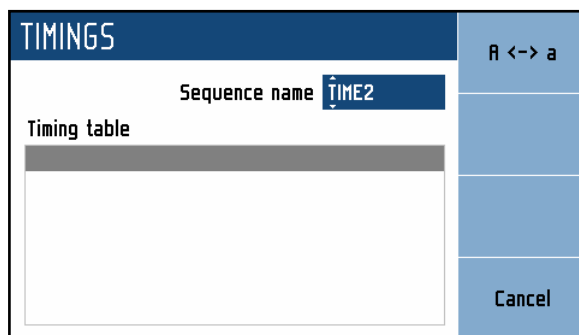 TIMINGS
A <-> a
Sequence name TIME2
Timing table
Cancel